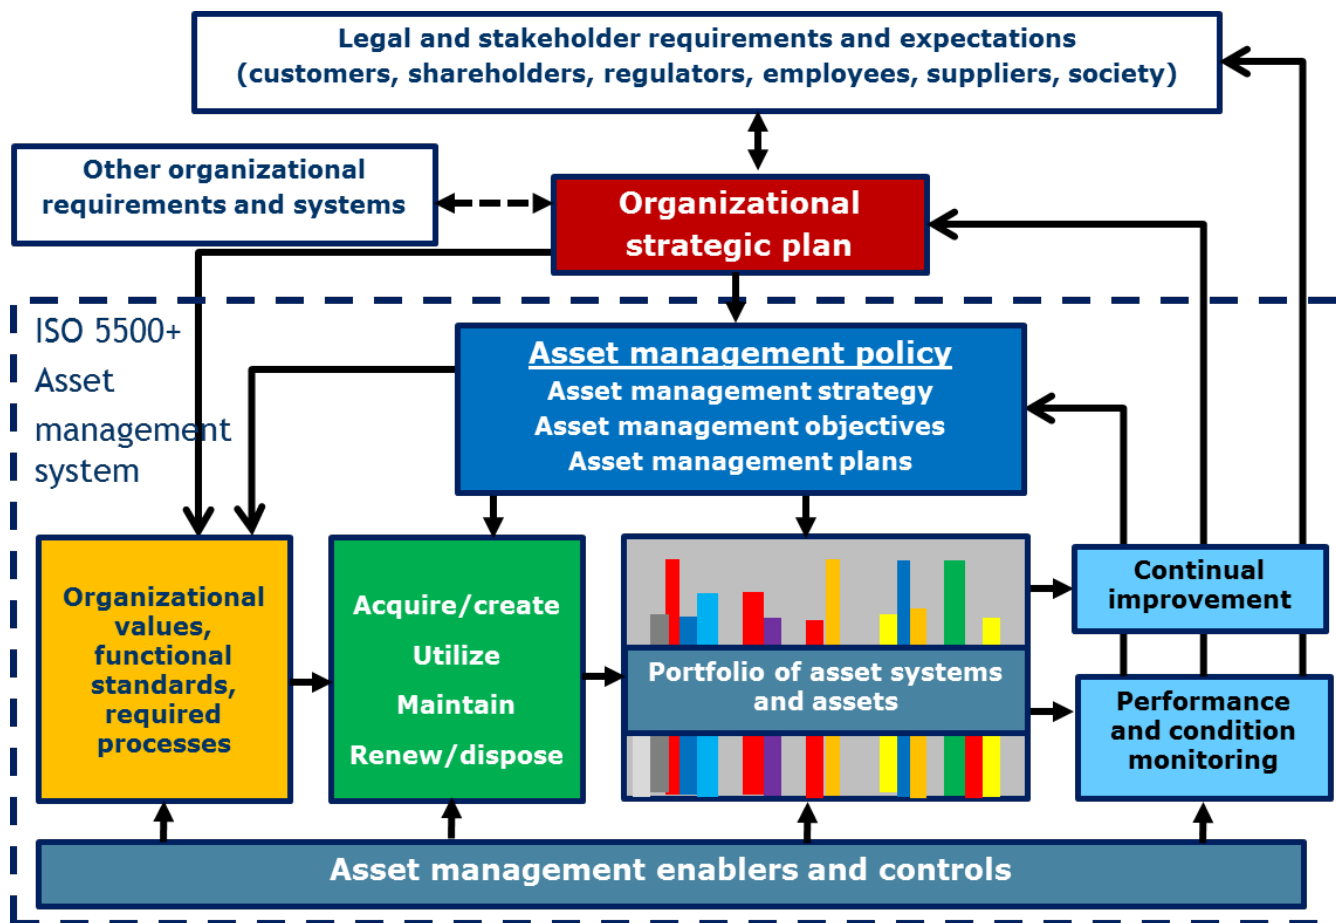 Legal and stakeholder requirements and expectations
(customers, shareholders, regulators, employees, suppliers, society)
Other organizational
requirements and systems
Organizational
strategic plan
ISO 5500+
Asset
management
system
Asset management policy
Asset management strategy
Asset management objectives
Asset management plans
Organizational
values,
functional
standards,
required
processes
Acquire/create
Utilize
Maintain
Renew/dispose
Portfolio of asset systems
and assets
Continual
improvement
Performance
and condition
monitoring
Asset management enablers and controls